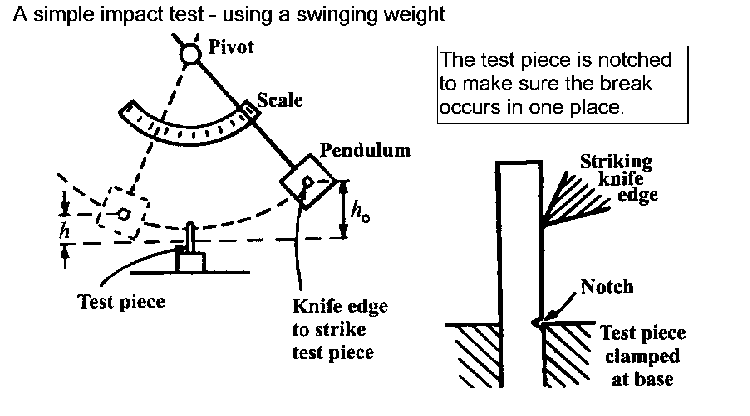 A simple impact test - using a swinging weight
Pivot
Scale
Pendulum
h
h₀
Test piece
Knife edge
to strike
test piece
The test piece is notched
to make sure the break
occurs in one place.
Striking
knife
edge
Notch
Test piece
clamped
at base